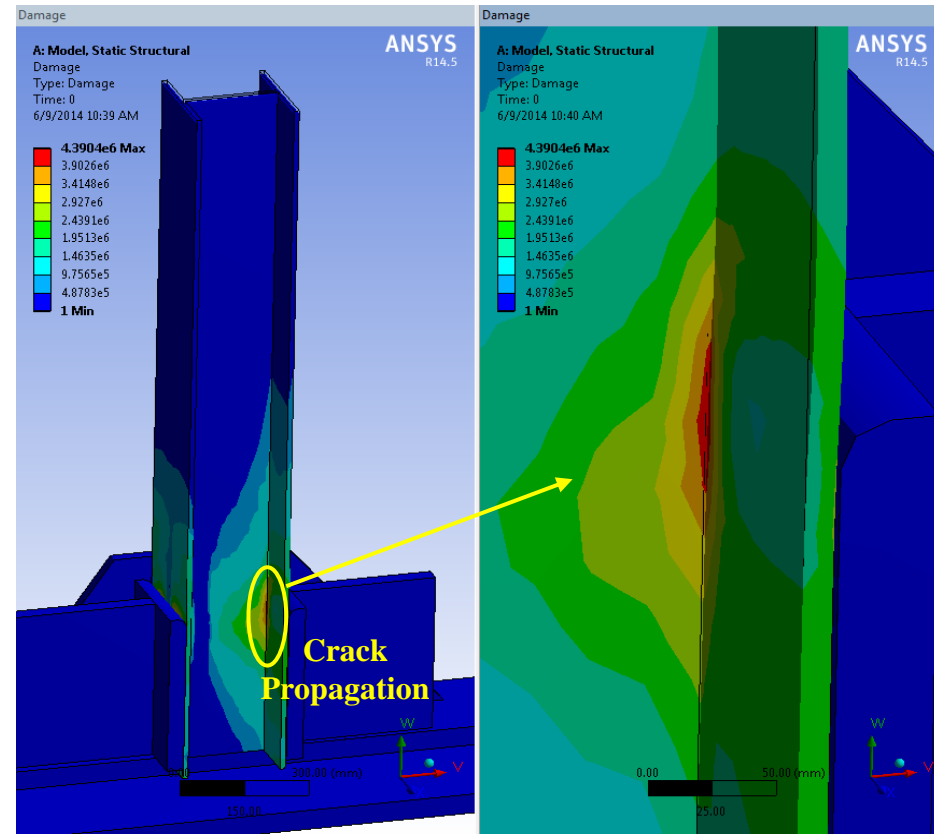 Damage
A: Model, Static Structural
Damage
Type: Damage
Time: 0
6/9/2014 10:39 AM
ANSYS
R14.5
4.3904e6 Max
3.9026e6
3.4148e6
2.927e6
2.4391e6
1.9513e6
1.4635e6
9.7565e5
4.8783e5
1 Min
Crack
Propagation
W
V
0.00
300.00 (mm)
150.00
Damage
A: Model, Static Structural
Damage
Type: Damage
Time: 0
6/9/2014 10:40 AM
ANSYS
R14.5
4.3904e6 Max
3.9026e6
3.4148e6
2.927e6
2.4391e6
1.9513e6
1.4635e6
9.7565e5
4.8783e5
1 Min
W
V
0.00
50.00 (mm)
25.00